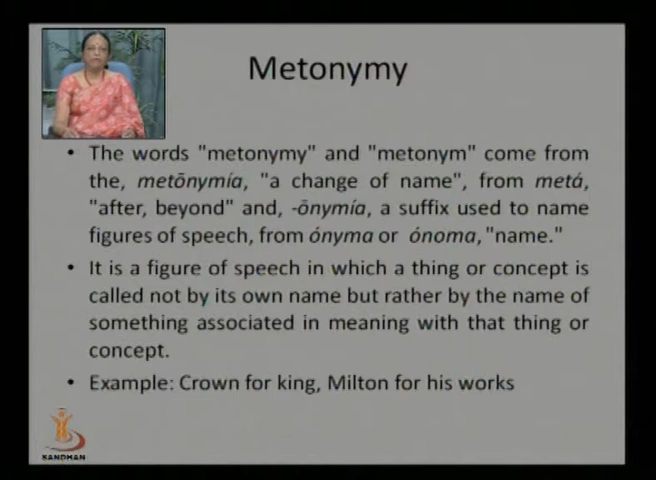 Metonymy
• The words "metonymy" and "metonym" come from
the, metōnymía, "a change of name", from metá,
"after, beyond" and, -ōnymía, a suffix used to name
figures of speech, from ónyma or ónoma, "name."
• It is a figure of speech in which a thing or concept is
called not by its own name but rather by the name of
something associated in meaning with that thing or
concept.
• Example: Crown for king, Milton for his works
SANDHAN